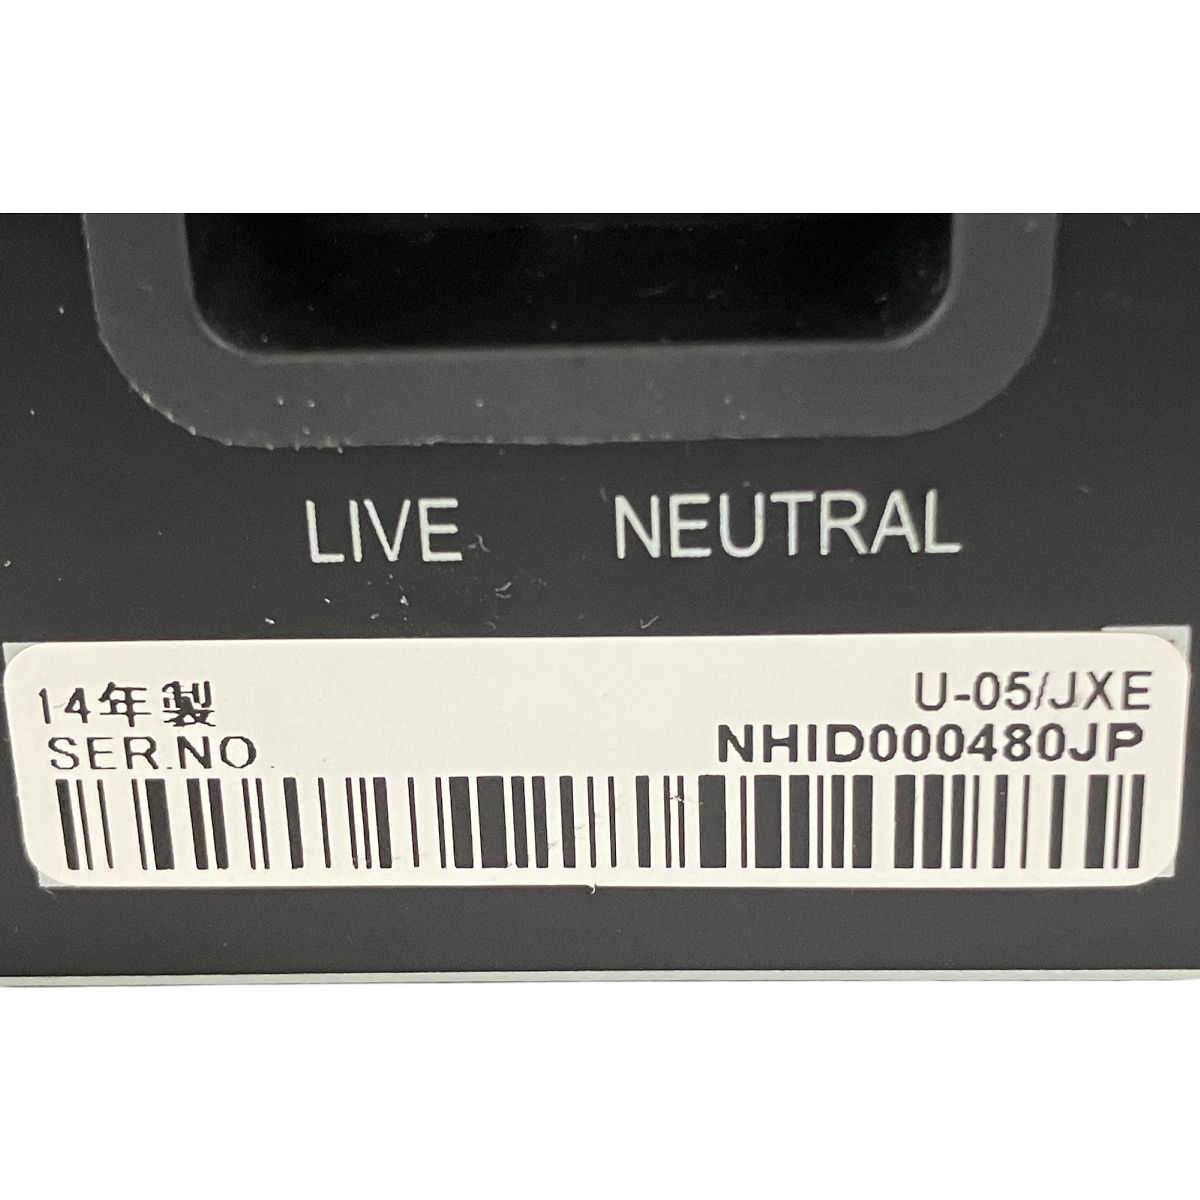 LIVE NEUTRAL
14年製 U-05/JXE
SER.NO NHID000480JP